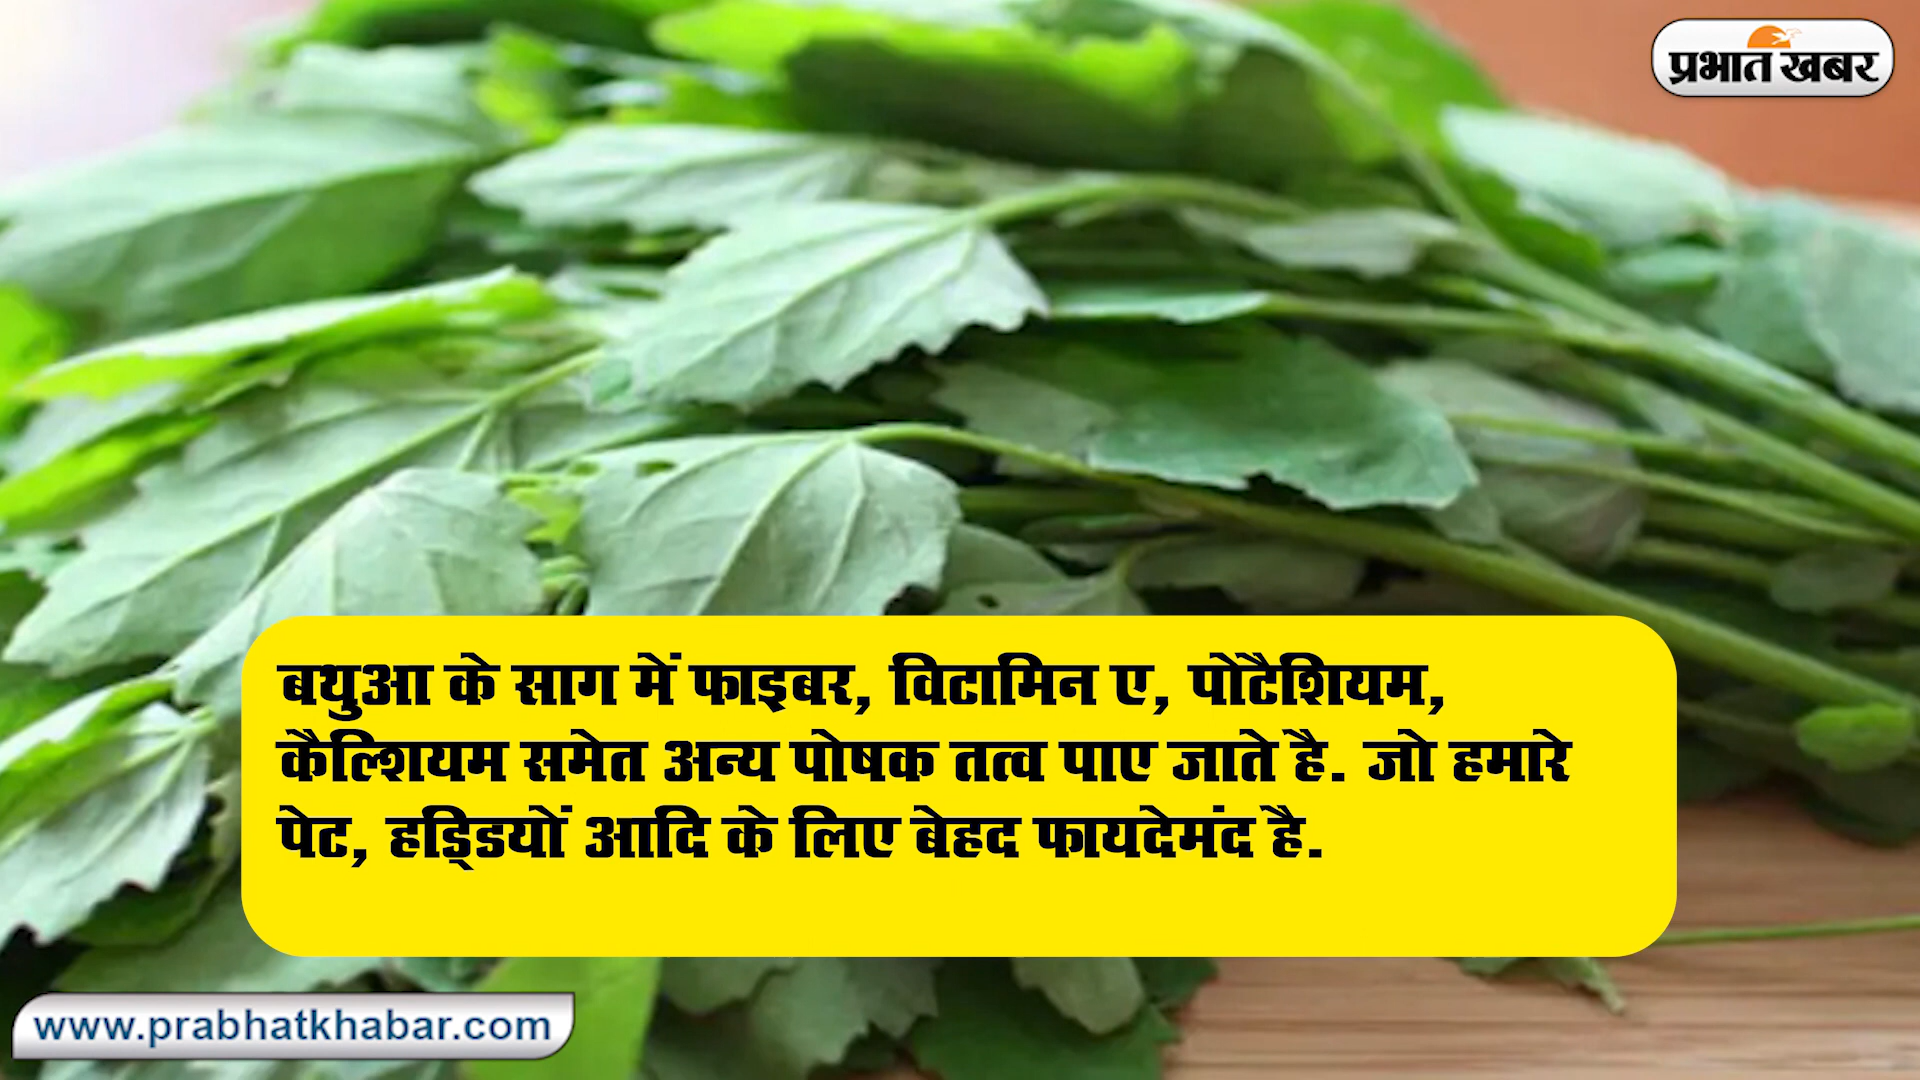 प्रभात खबर
बथुआ के साग में फाइबर, विटामिन ए, पोटैशियम,
कैल्शियम समेत अन्य पोषक तत्व पाए जाते है. जो हमारे
पेट, हड्डियों आदि के लिए बेहद फायदेमंद है.
www.prabhatkhabar.com